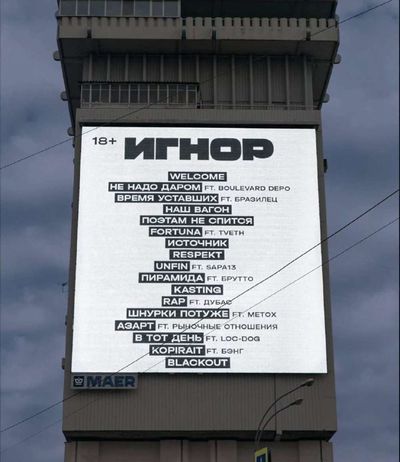 18+ ИГНОР
WELCOME
НЕ НАДО ДАРОМ FT. BOULEVARD DEPO
ВРЕМЯ УСТАВШИХ FT. БРАЗИЛЕЦ
НАШ ВАГОН
ПОЭТАМ НЕ СПИТСЯ
FORTUNA FT. TVETH
ИСТОЧНИК
RESPEKT
UNFIN FT. SAPA13
ПИРАМИДА FT. БРУТТО
KASTING
RAP FT. ДУБАС
ШНУРКИ ПОТУЖЕ FT. МЕТОХ
АЗАРТ FT. РЫНОЧНЫЕ ОТНОШЕНИЯ
В ТОТ ДЕНЬ FT. LOC-DOG
KOPIRAIT FT. БЭНГ
BLACKOUT
MAER